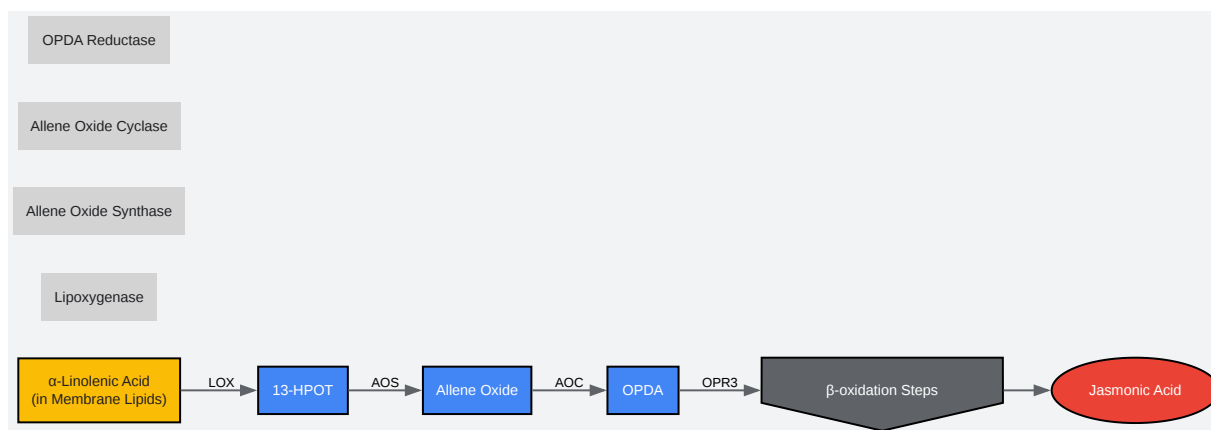 OPDA Reductase
Allene Oxide Cyclase
Allene Oxide Synthase
Lipoxygenase
α-Linolenic Acid
(in Membrane Lipids)
LOX
13-HPOT
AOS
Allene Oxide
AOC
OPDA
OPR3
β-oxidation Steps
Jasmonic Acid